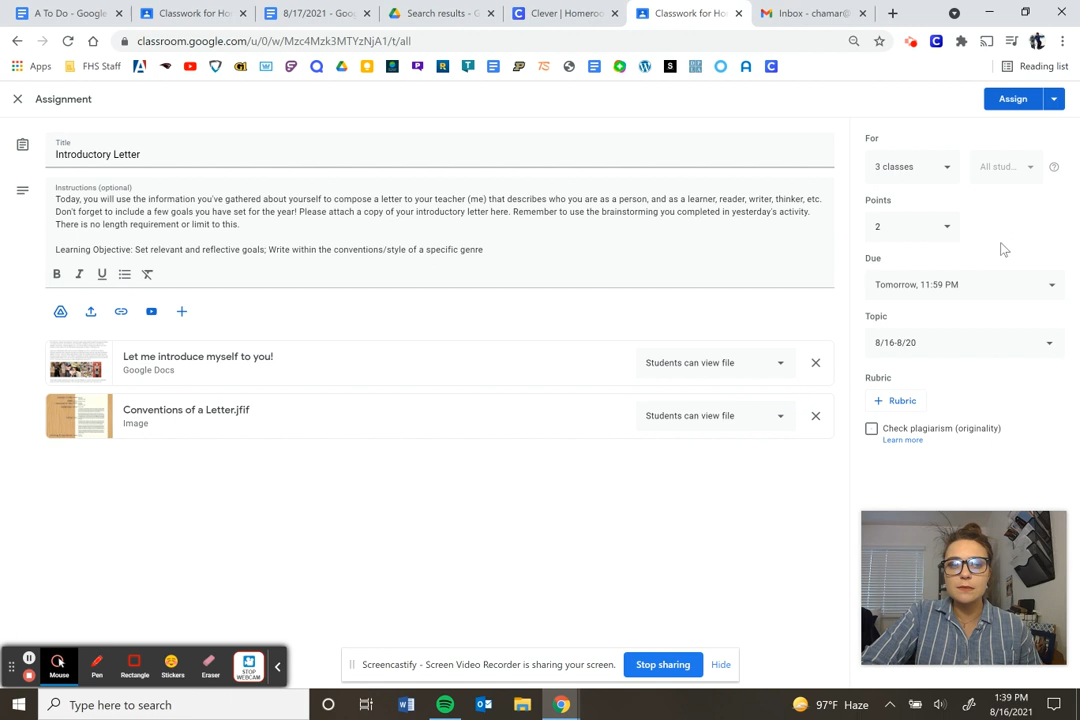 A To Do - Google
Classwork for Hon
8/17/2021 - Goog
Search results - G
Clever | Homeroo
Classwork for Hon
Inbox - chamar@
classroom.google.com/u/0/w/Mzc4Mzk3MTYzNjA1/t/all
Apps
FHS Staff
Reading list
Assignment
Assign
Title
Introductory Letter
Instructions (optional)
Today, you will use the information you've gathered about yourself to compose a letter to your teacher (me) that describes who you are as a person, and as a learner, reader, writer, thinker, etc.
Don't forget to include a few goals you have set for the year! Please attach a copy of your introductory letter here. Remember to use the brainstorming you completed in yesterday's activity.
There is no length requirement or limit to this.
Learning Objective: Set relevant and reflective goals; Write within the conventions/style of a specific genre
B I U
Let me introduce myself to you!
Google Docs
Students can view file
Conventions of a Letter.jfif
Image
Students can view file
For
3 classes
All stud...
Points
2
Due
Tomorrow, 11:59 PM
Topic
8/16-8/20
Rubric
+ Rubric
Check plagiarism (originality)
Learn more
Mouse
Pen
Rectangle
Stickers
Eraser
STOP WEBCAM
Screencastify - Screen Video Recorder is sharing your screen.
Stop sharing
Hide
Type here to search
97°F Haze
1:39 PM
8/16/2021